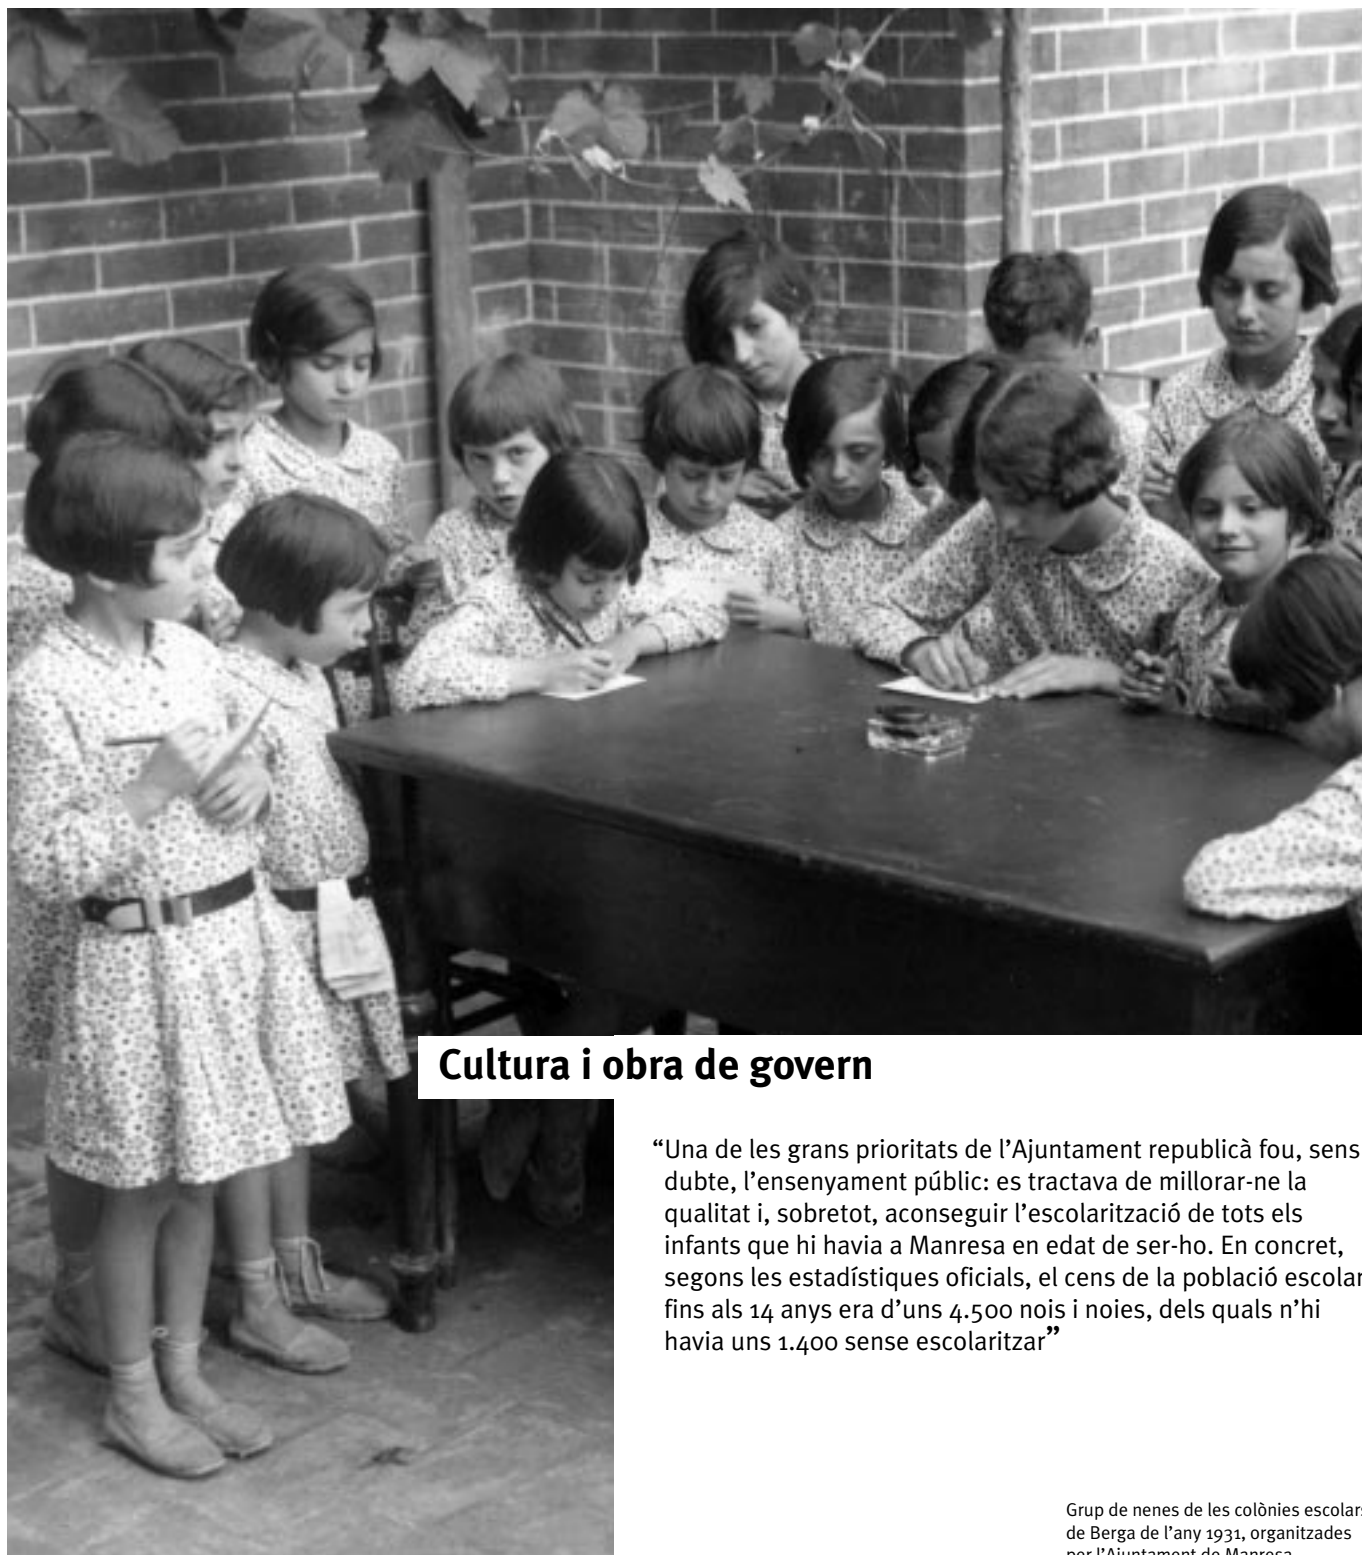 Cultura i obra de govern
“Una de les grans prioritats de l’Ajuntament republicà fou, sens
dubte, l’ensenyament públic: es tractava de millorar-ne la
qualitat i, sobretot, aconseguir l’escolarització de tots els
infants que hi havia a Manresa en edat de ser-ho. En concret,
segons les estadístiques oficials, el cens de la població escolar
fins als 14 anys era d’uns 4.500 nois i noies, dels quals n’hi
havia uns 1.400 sense escolaritzar”
Grup de nenes de les colònies escolars
de Berga de l’any 1931, organitzades
per l’Ajuntament de Manresa